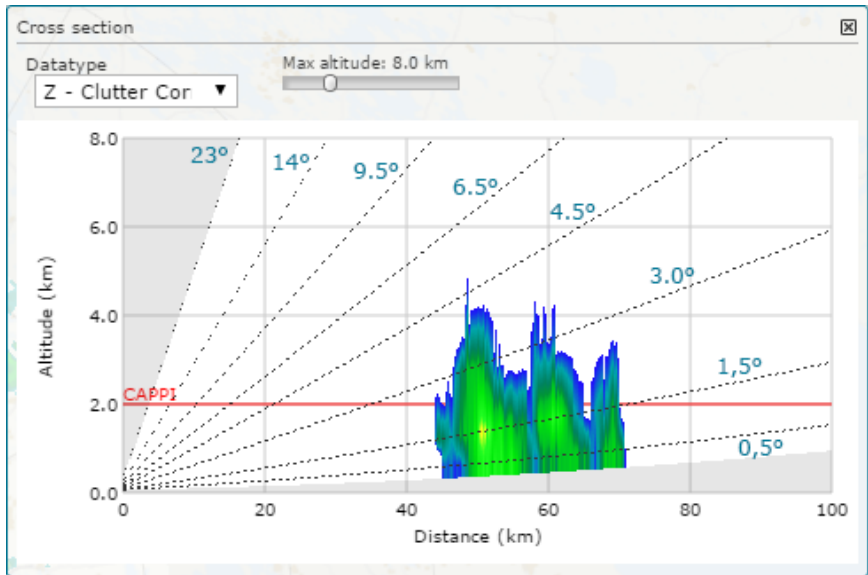 Cross section
Datatype
Z - Clutter Cor
Max altitude: 8.0 km
8.0
6.0
4.0
2.0
0.0
Altitude (km)
23º
14º
9.5º
6.5º
4.5º
3.0º
1,5º
0,5º
CAPPI
0
20
40
60
80
100
Distance (km)